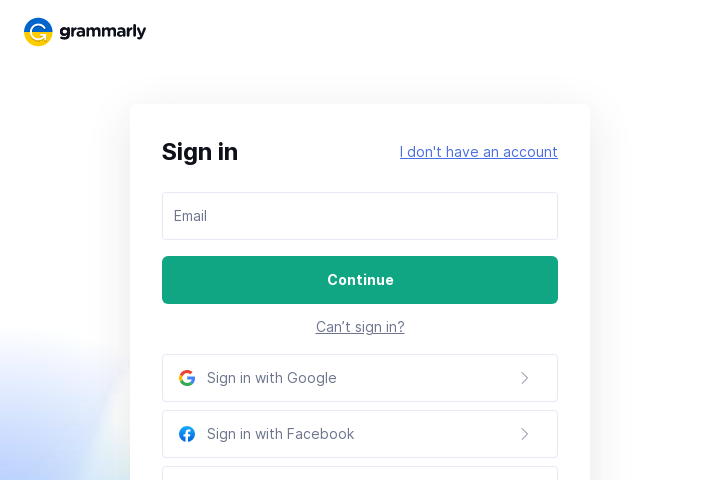 grammarly
Sign in
I don't have an account
Email
Continue
Can’t sign in?
Sign in with Google
Sign in with Facebook